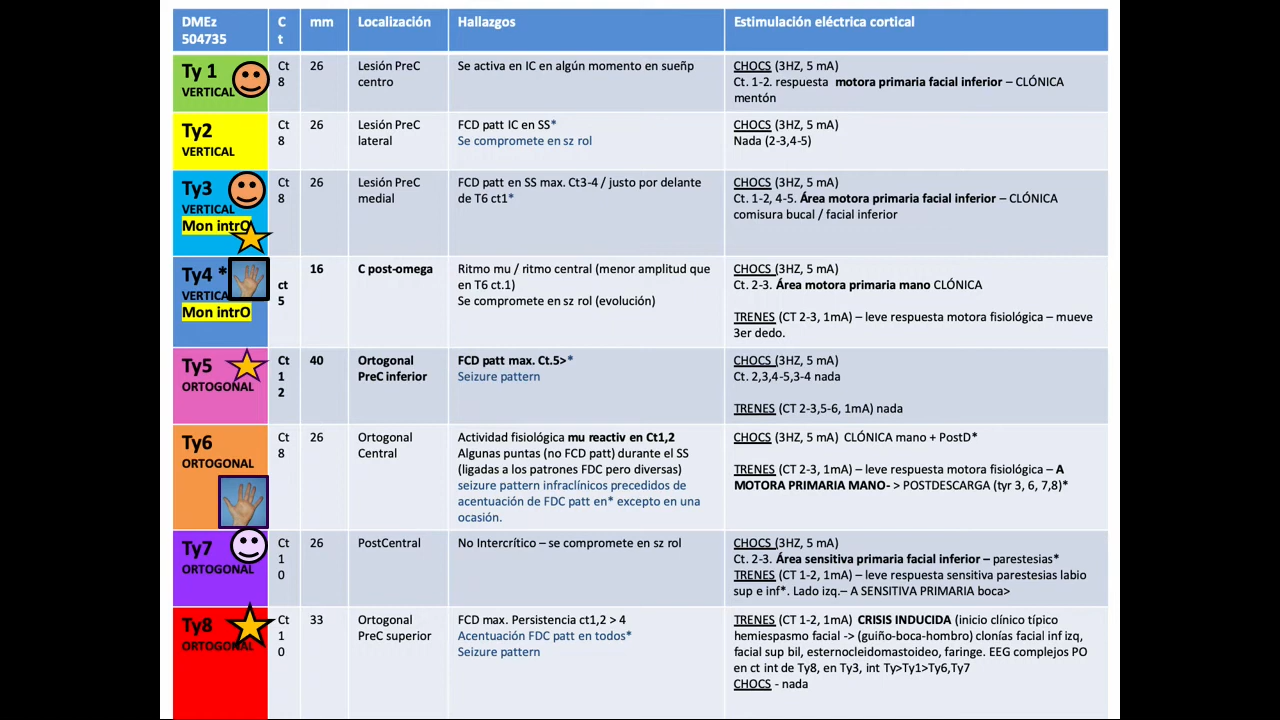 DMEz
504735
C
t
mm
Localización
Hallazgos
Estimulación eléctrica cortical
Ty 1
VERTICAL
Ct
8
26
Lesión PreC
centro
Se activa en IC en algún momento en sueñp
CHOCS (3HZ, 5 mA)
Ct. 1-2. respuesta motora primaria facial inferior – CLÓNICA
mentón
Ty2
VERTICAL
Ct
8
26
Lesión PreC
lateral
FCD patt IC en SS*
Se compromete en sz rol
CHOCS (3HZ, 5 mA)
Nada (2-3,4-5)
Ty3
VERTICAL
Mon intrO
Ct
8
26
Lesión PreC
medial
FCD patt en SS max. Ct3-4 / justo por delante
de T6 ct1*
CHOCS (3HZ, 5 mA)
Ct. 1-2, 4-5. Área motora primaria facial inferior – CLÓNICA
comisura bucal / facial inferior
Ty4 *
VERTICA
Mon intrO
ct
5
16
C post-omega
Ritmo mu / ritmo central (menor amplitud que
en T6 ct.1)
Se compromete en sz rol (evolución)
CHOCS (3HZ, 5 mA)
Ct. 2-3. Área motora primaria mano CLÓNICA
TRENES (CT 2-3, 1mA) – leve respuesta motora fisiológica – mueve
3er dedo.
Ty5
ORTOGONAL
Ct
1
2
40
Ortogonal
PreC inferior
FCD patt max. Ct.5>*
Seizure pattern
CHOCS (3HZ, 5 mA)
Ct. 2,3,4-5,3-4 nada
TRENES (CT 2-3,5-6, 1mA) nada
Ty6
ORTOGONAL
Ct
8
26
Ortogonal
Central
Actividad fisiológica mu reactiv en Ct1,2
Algunas puntas (no FCD patt) durante el SS
(ligadas a los patrones FDC pero diversas)
seizure pattern infraclínicos precedidos de
acentuación de FDC patt en* excepto en una
ocasión.
CHOCS (3HZ, 5 mA) CLÓNICA mano + PostD*
TRENES (CT 2-3, 1mA) – leve respuesta motora fisiológica – A
MOTORA PRIMARIA MANO- > POSTDESCARGA (tyr 3, 6, 7,8)*
Ty7
ORTOGONAL
Ct
1
0
26
PostCentral
No Intercrítico – se compromete en sz rol
CHOCS (3HZ, 5 mA)
Ct. 2-3. Área sensitiva primaria facial inferior – parestesias*
TRENES (CT 1-2, 1mA) – leve respuesta sensitiva parestesias labio
sup e inf*. Lado izq.– A SENSITIVA PRIMARIA boca>
Ty8
ORTOGONAL
Ct
1
0
33
Ortogonal
PreC superior
FCD max. Persistencia ct1,2 > 4
Acentuación FDC patt en todos*
Seizure pattern
TRENES (CT 1-2, 1mA) CRISIS INDUCIDA (inicio clínico típico
hemiespasmo facial -> (guiño-boca-hombro) clonías facial inf izq,
facial sup bil, esternocleidomastoideo, faringe. EEG complejos PO
en ct int de Ty8, en Ty3, int Ty>Ty1>Ty6,Ty7
CHOCS - nada